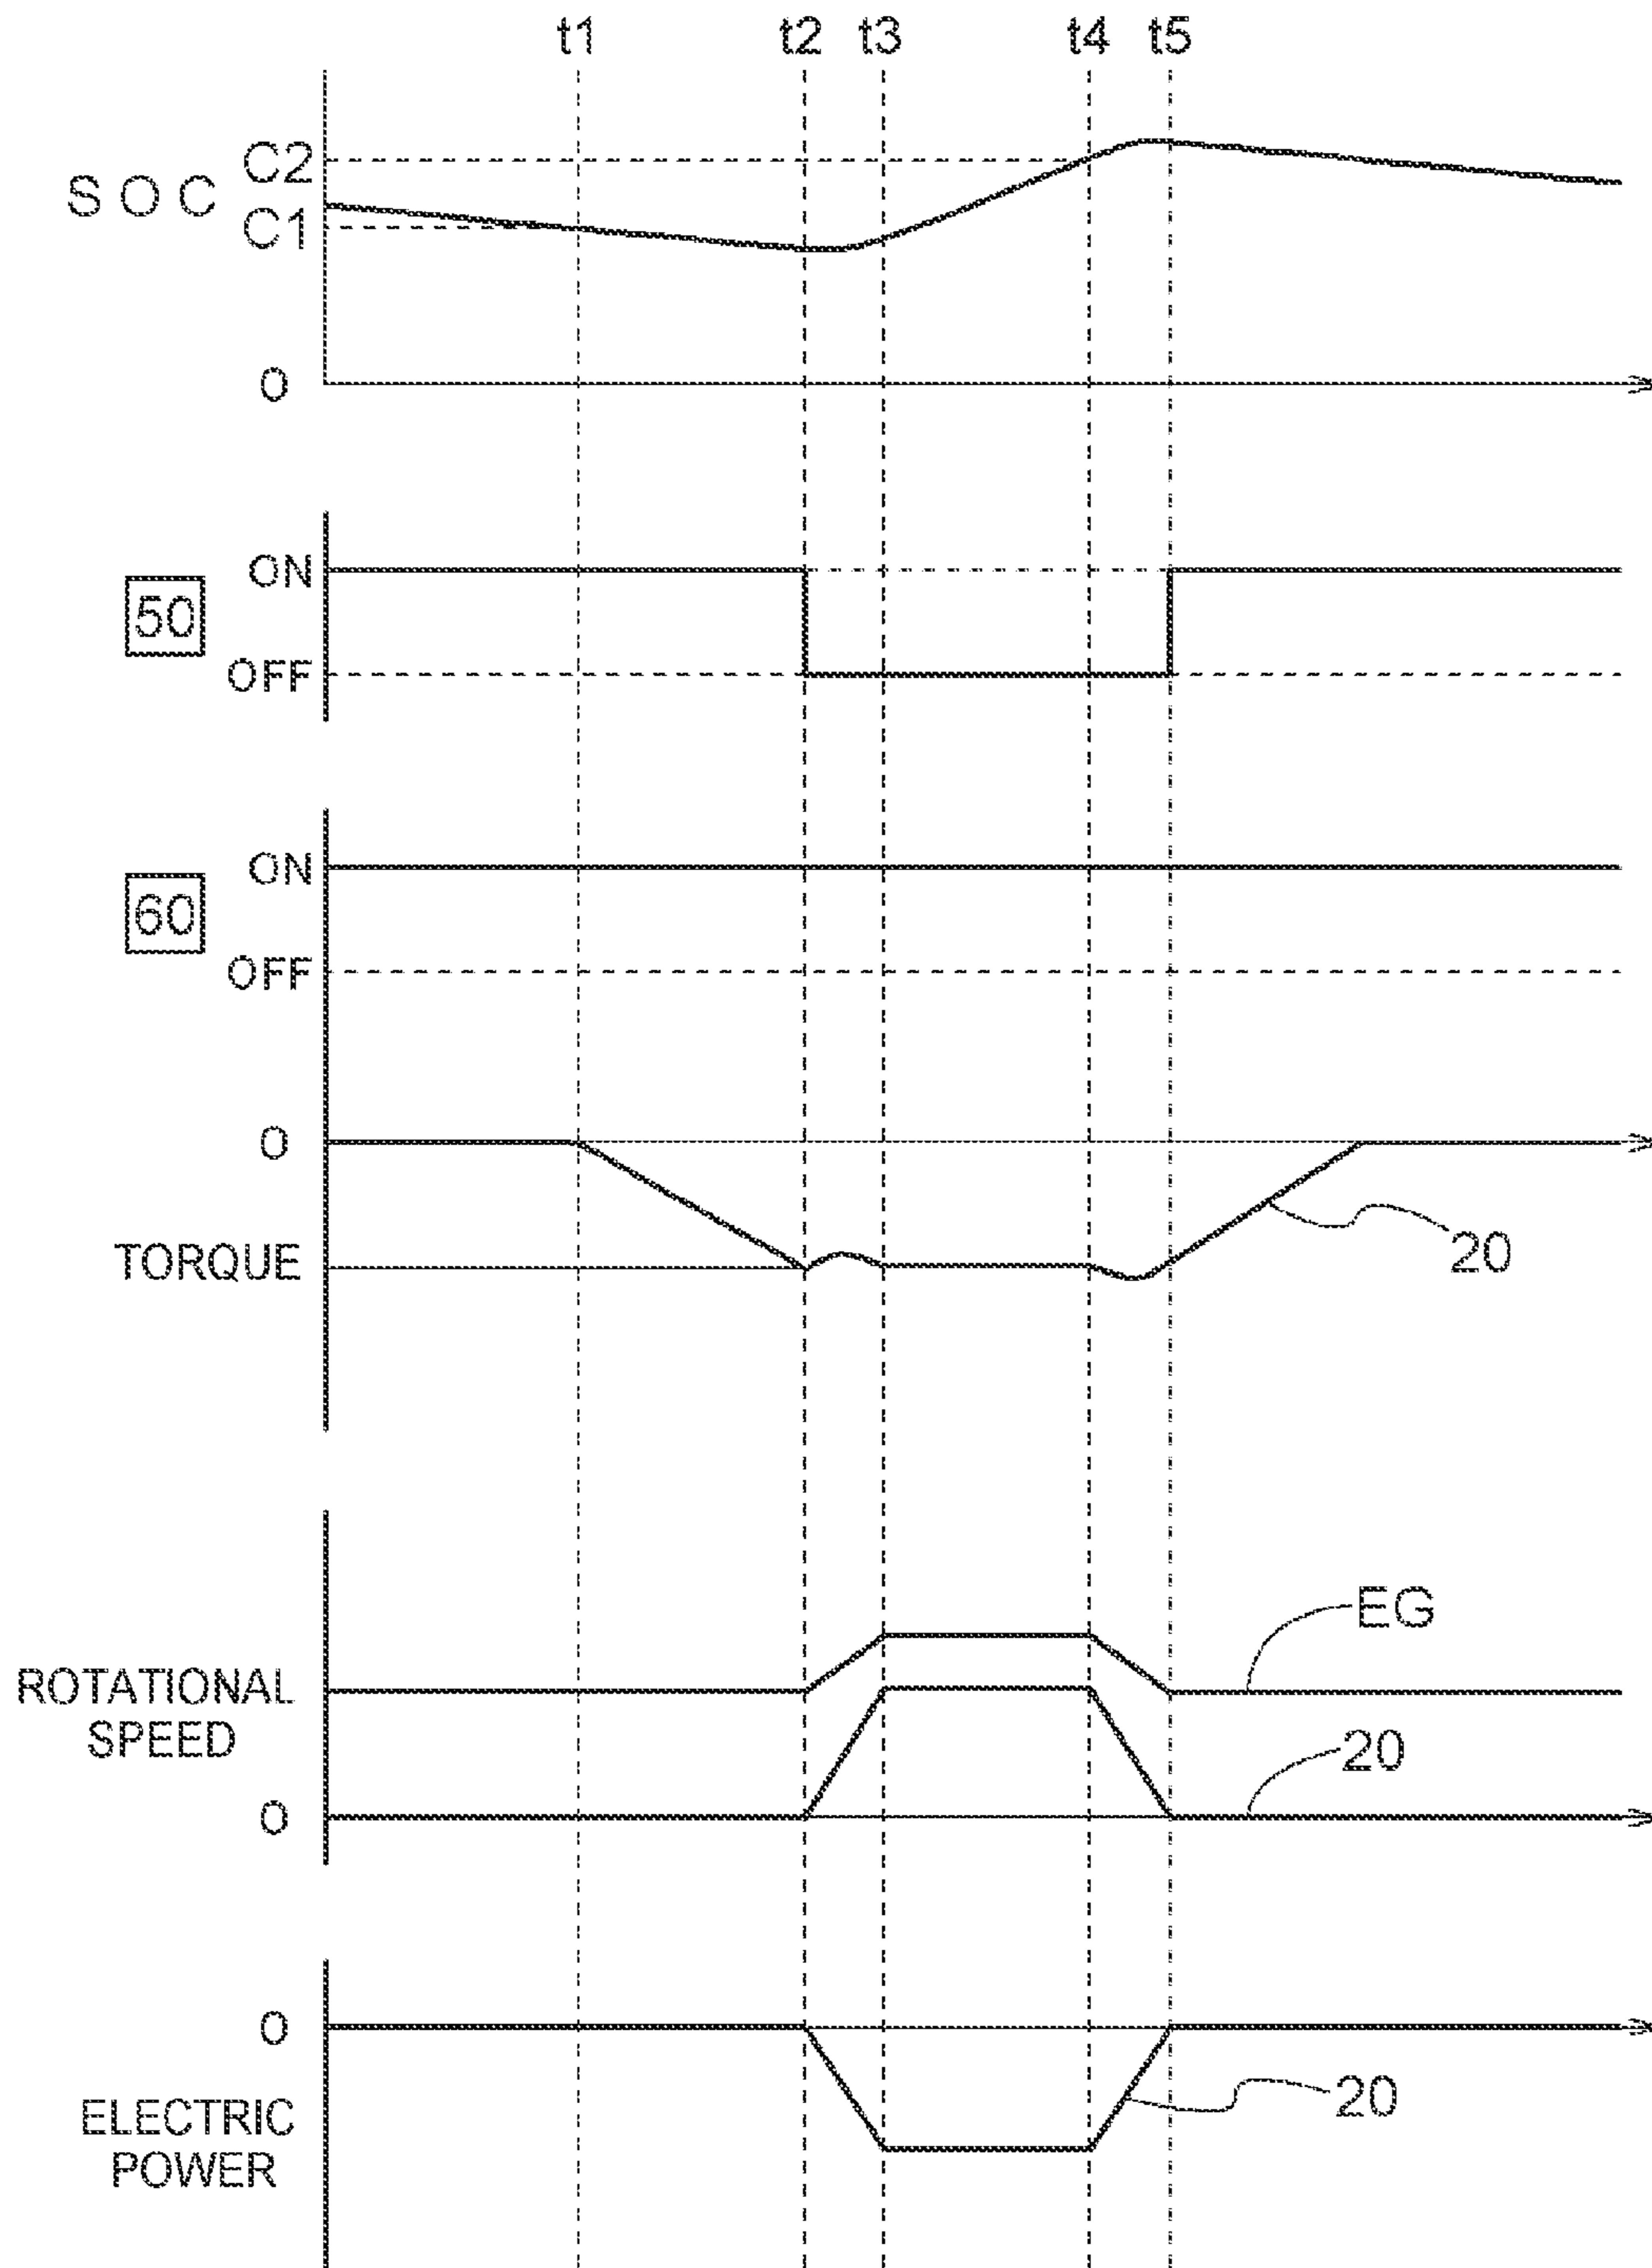 t1 t2 t3 t4 t5
C2
S O C
C1
0
ON
50
OFF
ON
60
OFF
0
TORQUE
20
EG
ROTATIONAL
SPEED
20
0
0
20
ELECTRIC
POWER